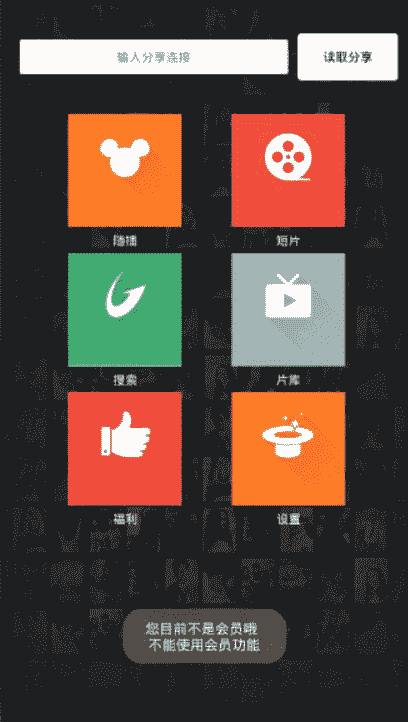 输入分享连接
读取分享
随播
短片
搜索
片库
福利
设置
您目前不是会员哦
不能使用会员功能